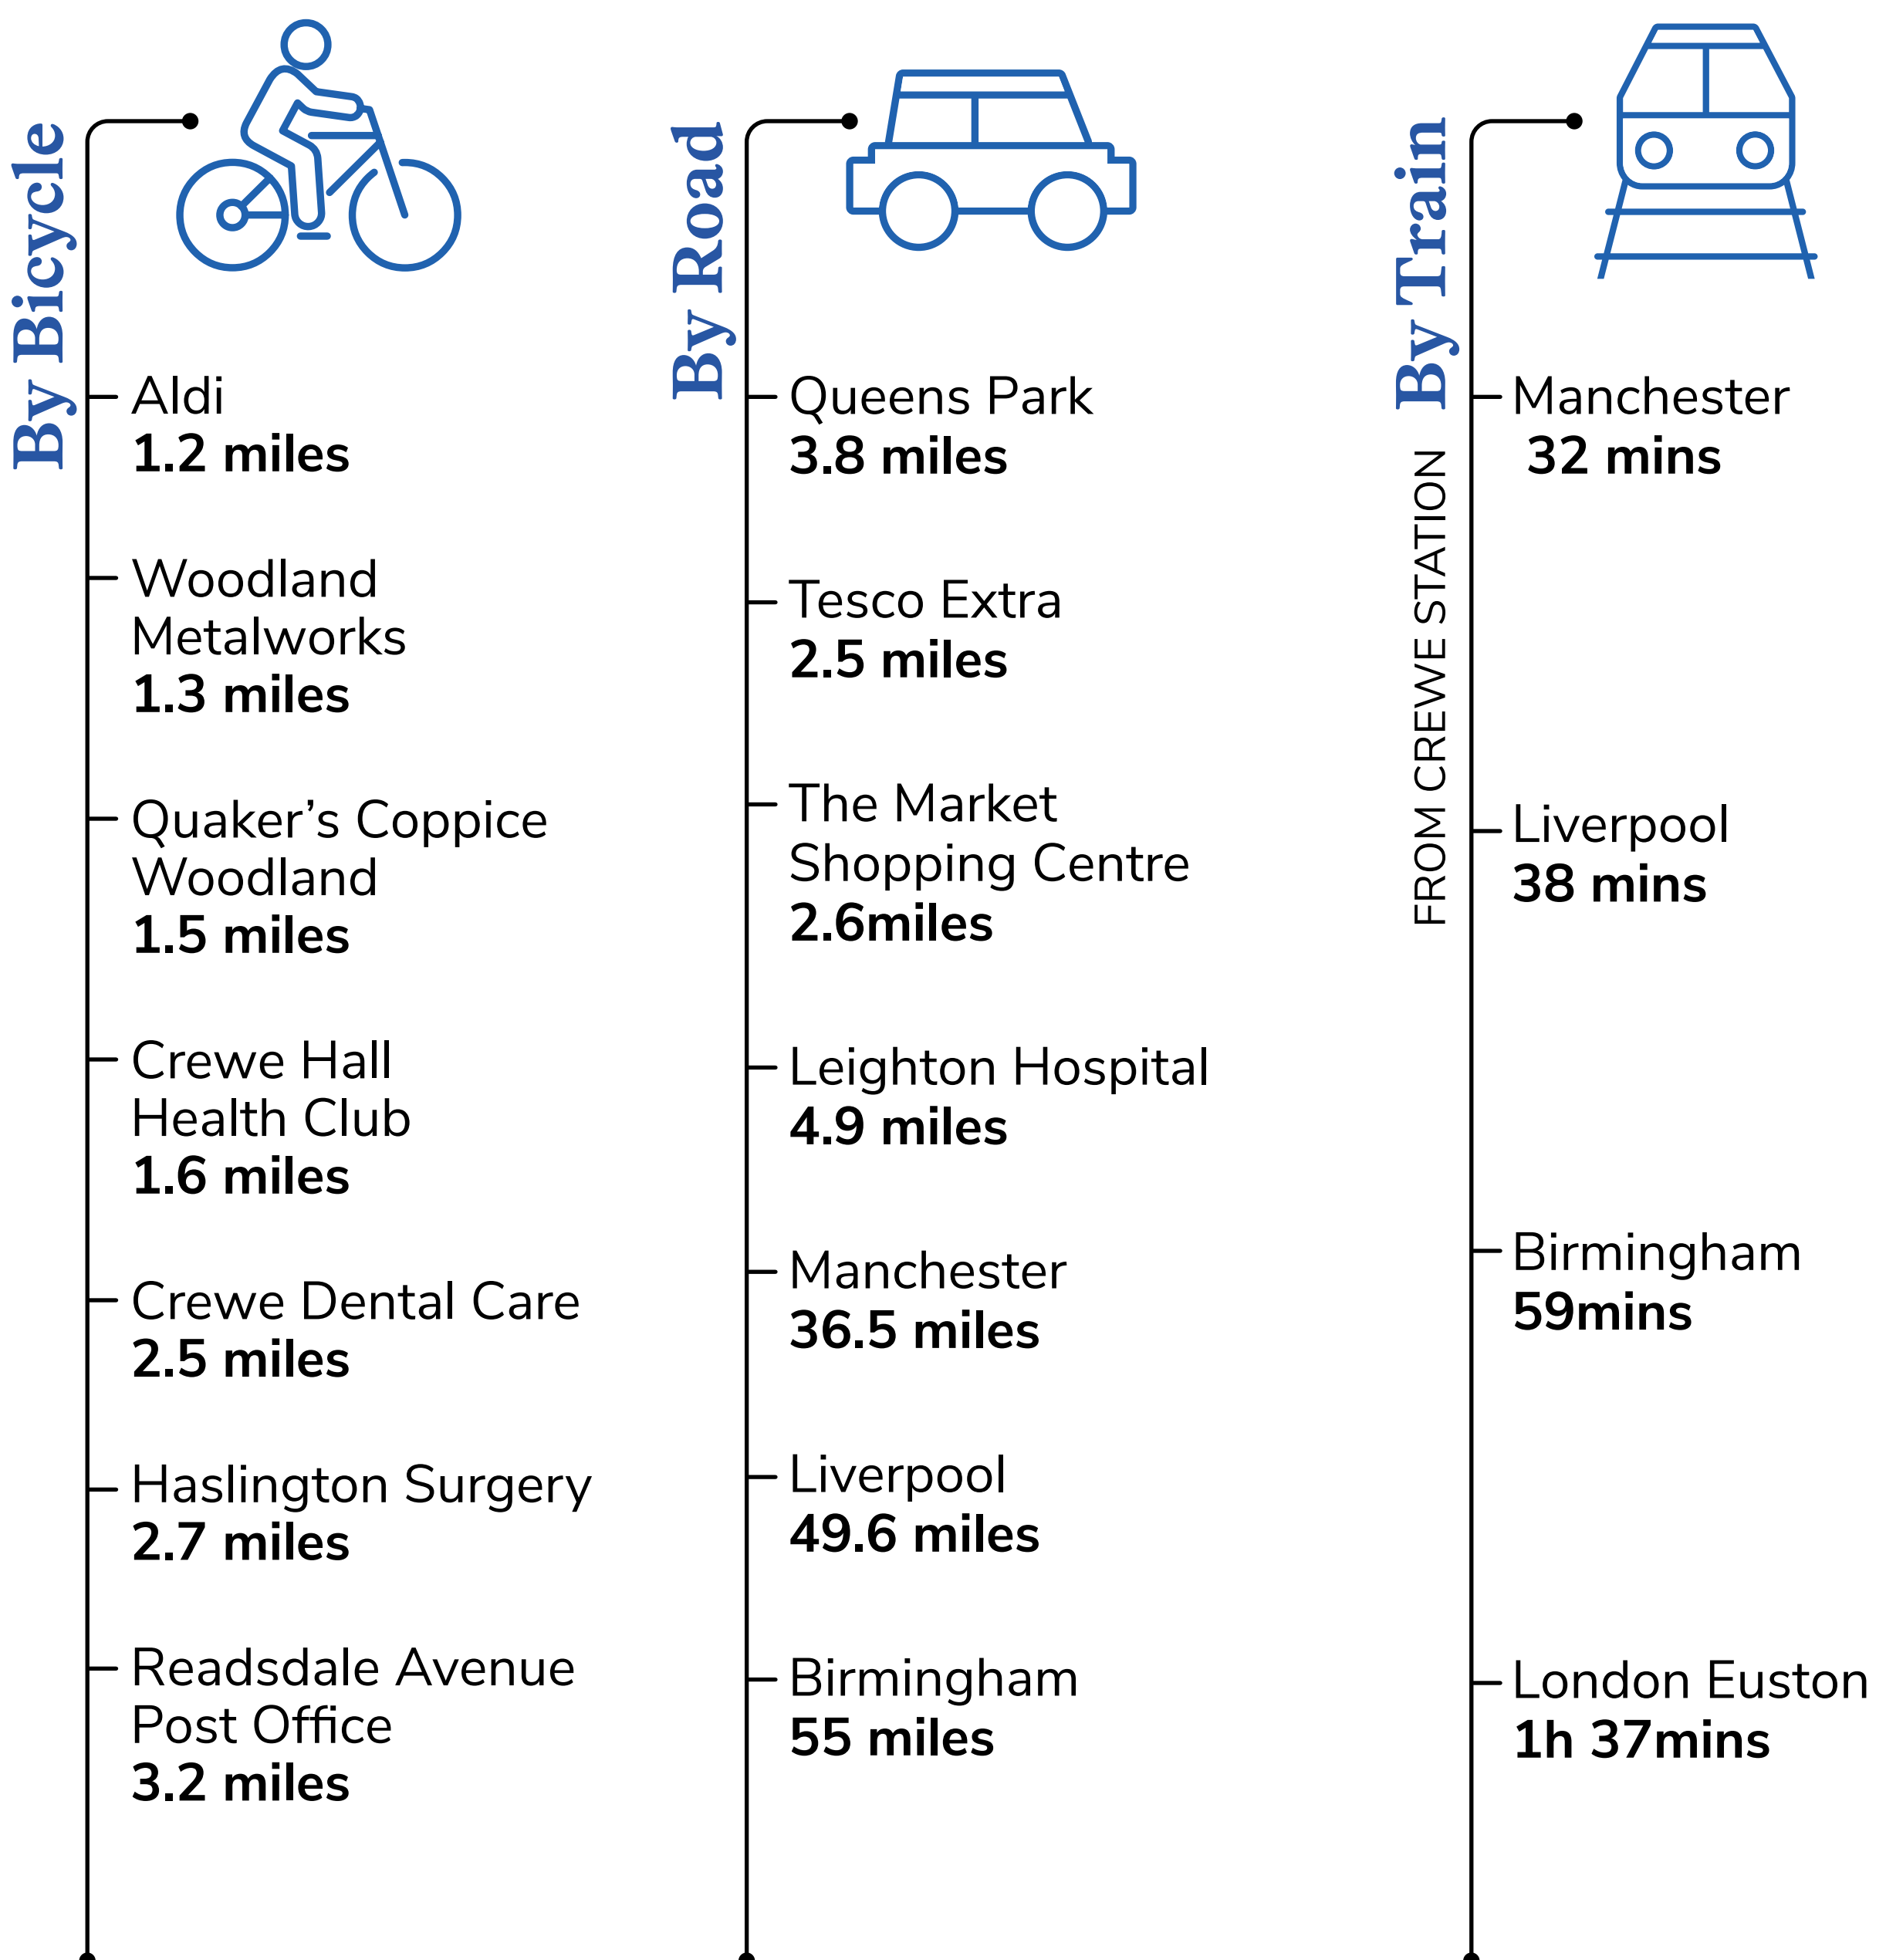 By Bicycle
Aldi
1.2 miles
Woodland
Metalworks
1.3 miles
Quaker’s Coppice
Woodland
1.5 miles
Crewe Hall
Health Club
1.6 miles
Crewe Dental Care
2.5 miles
Haslington Surgery
2.7 miles
Readsdale Avenue
Post Office
3.2 miles
By Road
Queens Park
3.8 miles
Tesco Extra
2.5 miles
The Market
Shopping Centre
2.6miles
Leighton Hospital
4.9 miles
Manchester
36.5 miles
Liverpool
49.6 miles
Birmingham
55 miles
FROM CREWE STATION By Train
Manchester
32 mins
Liverpool
38 mins
Birmingham
59mins
London Euston
1h 37mins